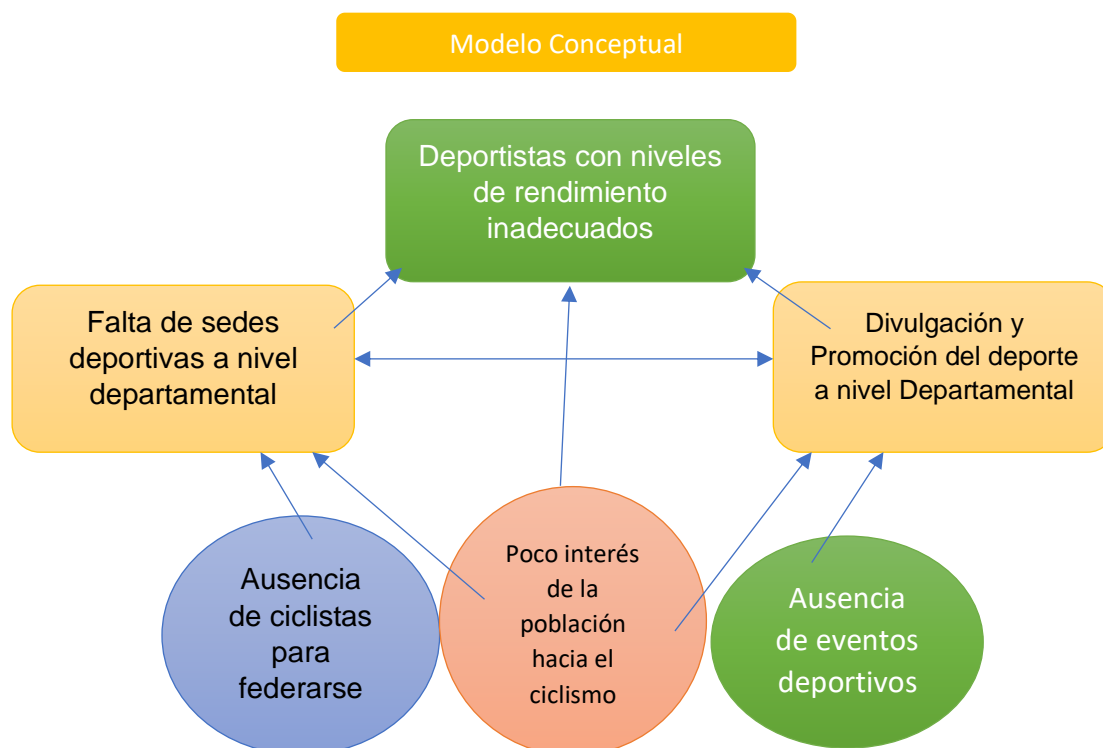 Modelo Conceptual
Deportistas con niveles
de rendimiento
inadecuados
Falta de sedes
deportivas a nivel
departamental
Divulgación y
Promoción del deporte
a nivel Departamental
Ausencia
de ciclistas
para
federarse
Poco interés
de la
población
hacia el
ciclismo
Ausencia
de eventos
deportivos